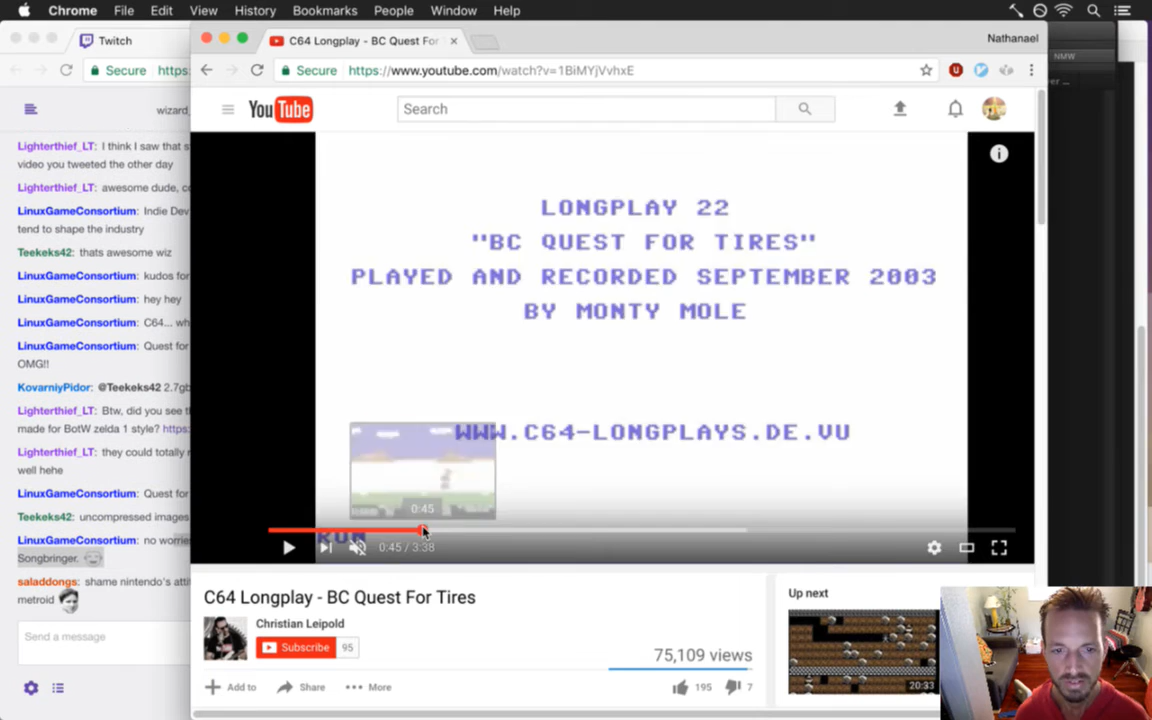 Chrome File Edit View History Bookmarks People Window Help
Twitch
C64 Longplay - BC Quest For
Nathanael
NMW
Secure https:
Secure https://www.youtube.com/watch?v=1BiMYjVvhxE
wizard_
YouTube
Search
Lighterthief_LT: I think I saw that
video you tweeted the other day
Lighterthief_LT: awesome dude,
LinuxGameConsortium: Indie Dev
tend to shape the industry
Teekeks42: thats awesome wiz
LinuxGameConsortium: kudos for
LinuxGameConsortium: hey hey
LinuxGameConsortium: C64...
LinuxGameConsortium: Quest for
OMG!!
KovarniyPidor: @Teekeks42 2.7gb
Lighterthief_LT: Btw, did you see
made for BotW zelda 1 style? https:
Lighterthief_LT: they could totally
well hehe
LinuxGameConsortium: Quest for
Teekeks42: uncompressed images
LinuxGameConsortium: no
Songbringer.
saladdongs: shame nintendo's
metroid
Send a message
LONGPLAY 22
"BC QUEST FOR TIRES"
PLAYED AND RECORDED SEPTEMBER 2003
BY MONTY MOLE
WWW.C64-LONGPLAYS.DE.VU
0:45
RUN
0:45 / 3:38
C64 Longplay - BC Quest For Tires
Christian Leipold
Subscribe 95
75,109 views
Add to Share More
195 7
Up next
20:33